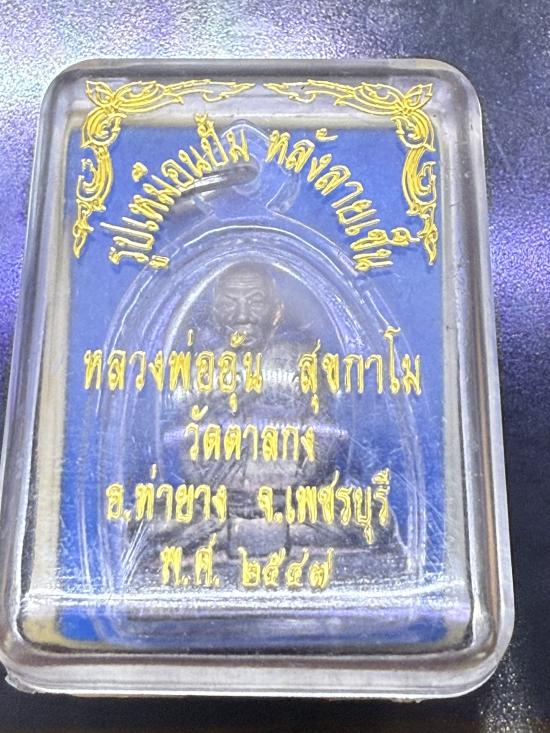 รูปเหมือนปั๊ม หลังลายเซ็น
หลวงพ่ออุ้น สุขกาโม
วัดตาลกง
อ.ท่ายาง จ.เพชรบุรี
พ.ศ. ๒๕๔๗